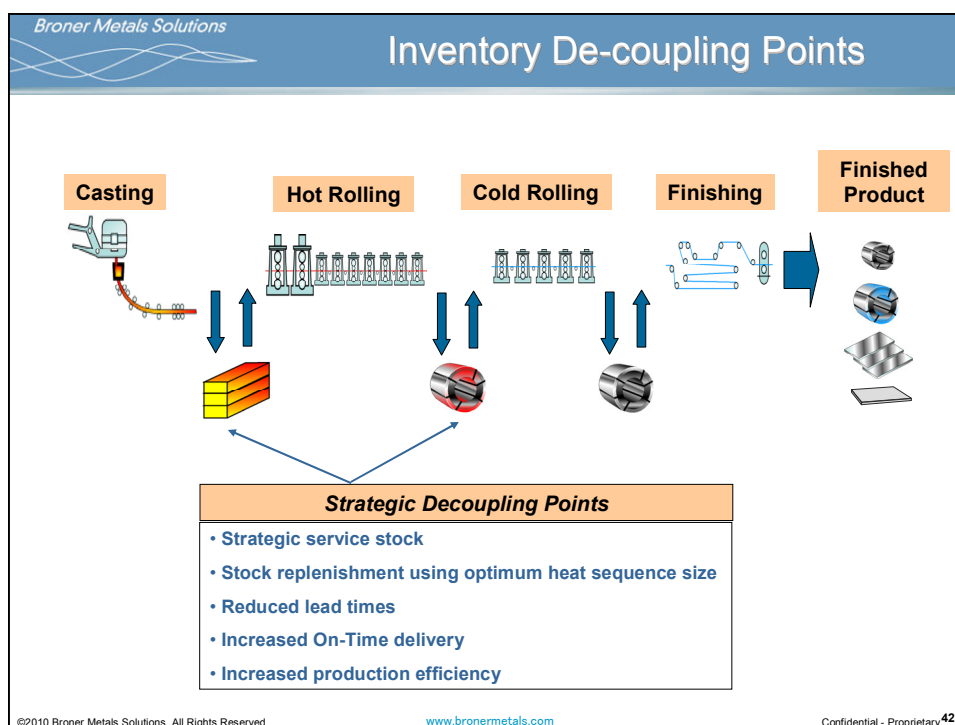 Broner Metals Solutions
Inventory De-coupling Points
Casting
Hot Rolling
Cold Rolling
Finishing
Finished
Product
Strategic Decoupling Points
• Strategic service stock
• Stock replenishment using optimum heat sequence size
• Reduced lead times
• Increased On-Time delivery
• Increased production efficiency
©2010 Broner Metals Solutions. All Rights Reserved
www.bronermetals.com
Confidential - Proprietary 42